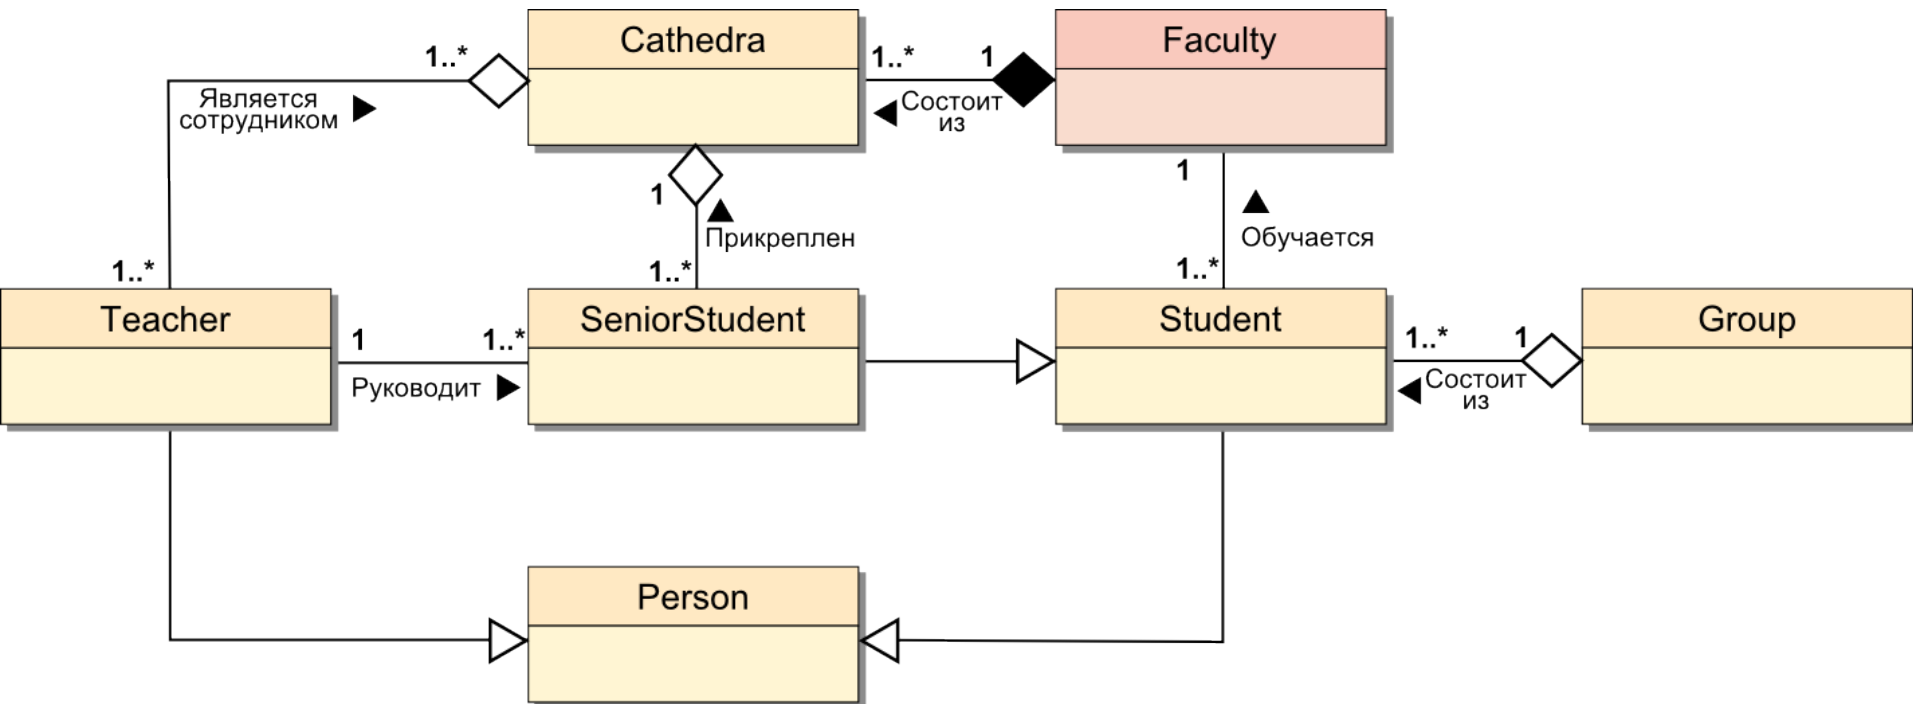 Cathedra
Faculty
1..*
1..*
1
Является
сотрудником
Состоит
из
1
1
Прикреплен
Обучается
1..*
1..*
1..*
Teacher
SeniorStudent
Student
Group
1
1..*
1..*
1
Руководит
Состоит
из
Person